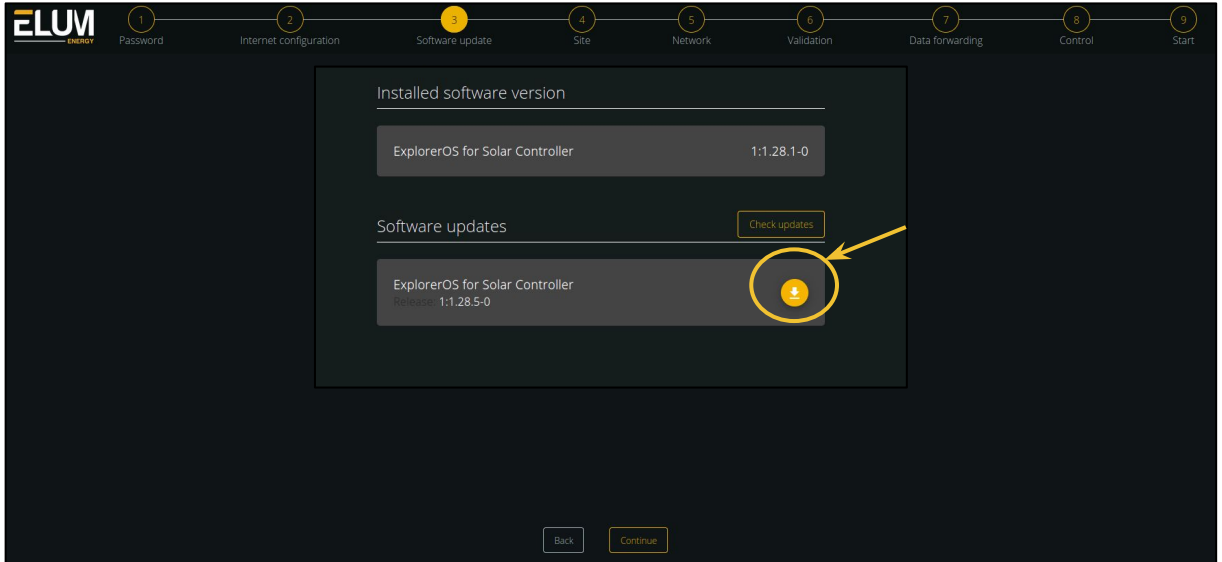 ELUM
ENERGY
1
2
3
4
5
6
7
8
9
Password
Internet configuration
Software update
Site
Network
Validation
Data forwarding
Control
Start
Installed software version
ExplorerOS for Solar Controller 1:1.28.1-0
Software updates Check updates
ExplorerOS for Solar Controller
Release: 1:1.28.5-0
Back Continue